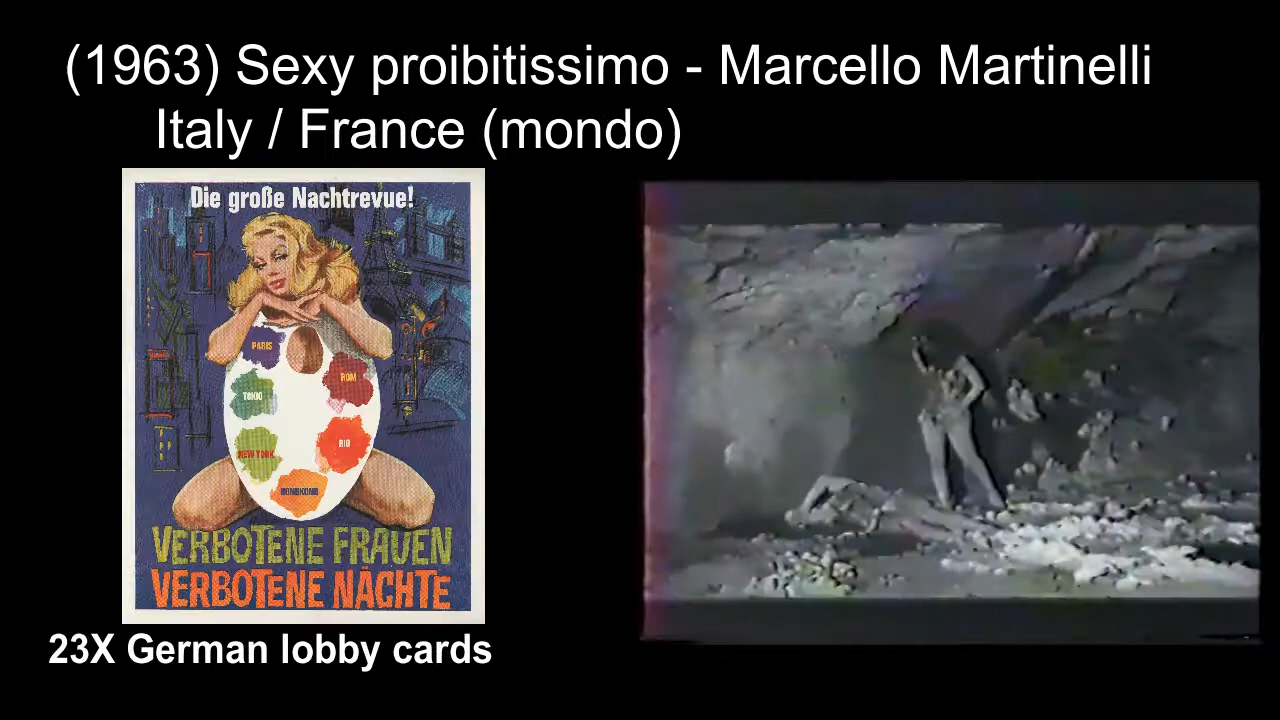 (1963) Sexy proibitissimo - Marcello Martinelli
Italy / France (mondo)
Die große Nachtrevue!
PARIS
ROM
TOKIO
RIO
NEW YORK
HONGKONG
VERBOTENE FRAUEN
VERBOTENE NÄCHTE
23X German lobby cards